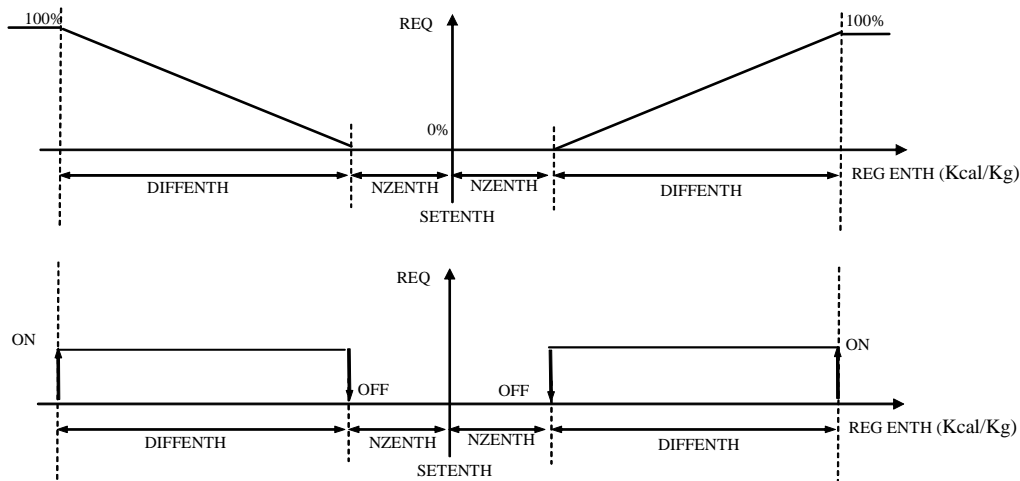 100%
REQ
100%
0%
REG ENTH (Kcal/Kg)
DIFFENTH
NZENTH
NZENTH
DIFFENTH
SETENTH
REQ
ON
ON
OFF
OFF
REG ENTH (Kcal/Kg)
DIFFENTH
NZENTH
NZENTH
DIFFENTH
SETENTH